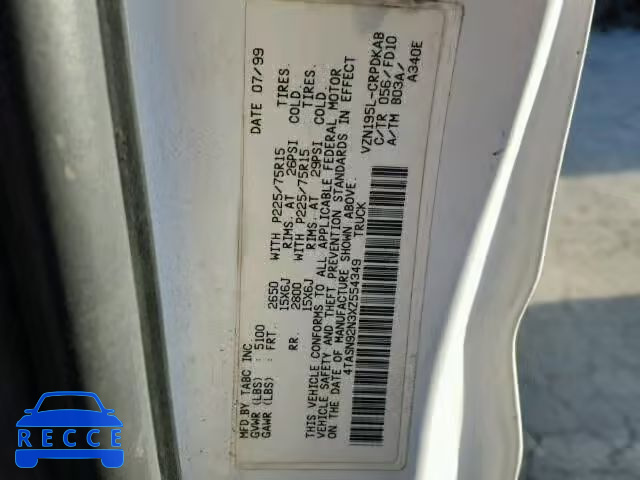 MFD.BY TABC INC. DATE 07/99
GVWR (LBS) : 5100
GAWR (LBS) : FRT. 2650 WITH P225/75R15 TIRES.
15X6J RIMS. AT 26PSI COLD
RR. 2800 WITH P225/75R15 TIRES.
15X6J RIMS. AT 29PSI COLD.
THIS VEHICLE CONFORMS TO ALL APPLICABLE FEDERAL MOTOR
VEHICLE SAFETY AND THEFT PREVENTION STANDARDS IN EFFECT
ON THE DATE OF MANUFACTURE SHOWN ABOVE.
4TASN92N3XZ554349 TRUCK
VZN195L-CRPDKAB
C/TR 056/FD10
A/TM B03A/
A340E
RECCE